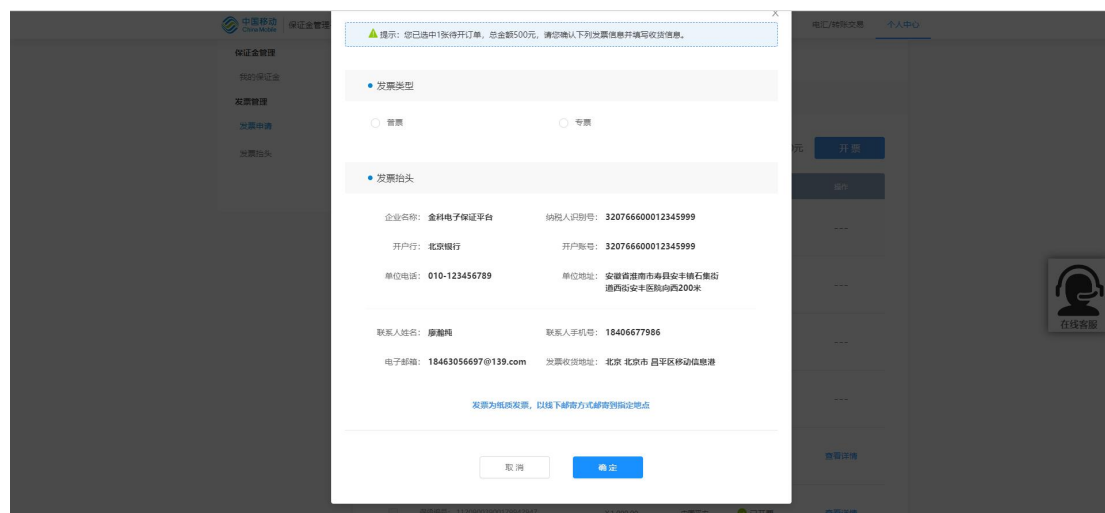 中国移动
China Mobile
保证金管理
电汇/转账交易
个人中心
X
提示：您已选中1张待开订单，总金额500元，请您确认下列发票信息并填写收货信息。
保证金管理
我的保证金
发票管理
发票申请
发票抬头
发票类型
普票
专票
元
开票
操作
发票抬头
企业名称：金科电子保证平台
纳税人识别号：320766600012345999
开户行：北京银行
开户账号：320766600012345999
单位电话：010-123456789
单位地址：安徽省淮南市寿县安丰镇石集街
道西街安丰医院向西200米
---
---
---
---
在线客服
联系人姓名：廖瀚纯
联系人手机号：18406677986
电子邮箱：18463056697@139.com
发票收货地址：北京 北京市 昌平区移动信息港
发票为纸质发票，以线下邮寄方式邮寄到指定地点
取消
确定
查看详情